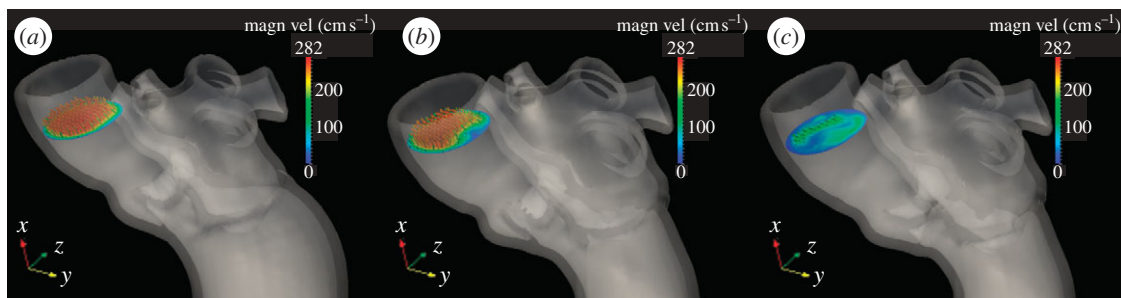 (a) magn vel (cm s⁻¹)
282
200
100
0
x
z
y
(b) magn vel (cm s⁻¹)
282
200
100
0
x
z
y
(c) magn vel (cm s⁻¹)
282
200
100
0
x
z
y